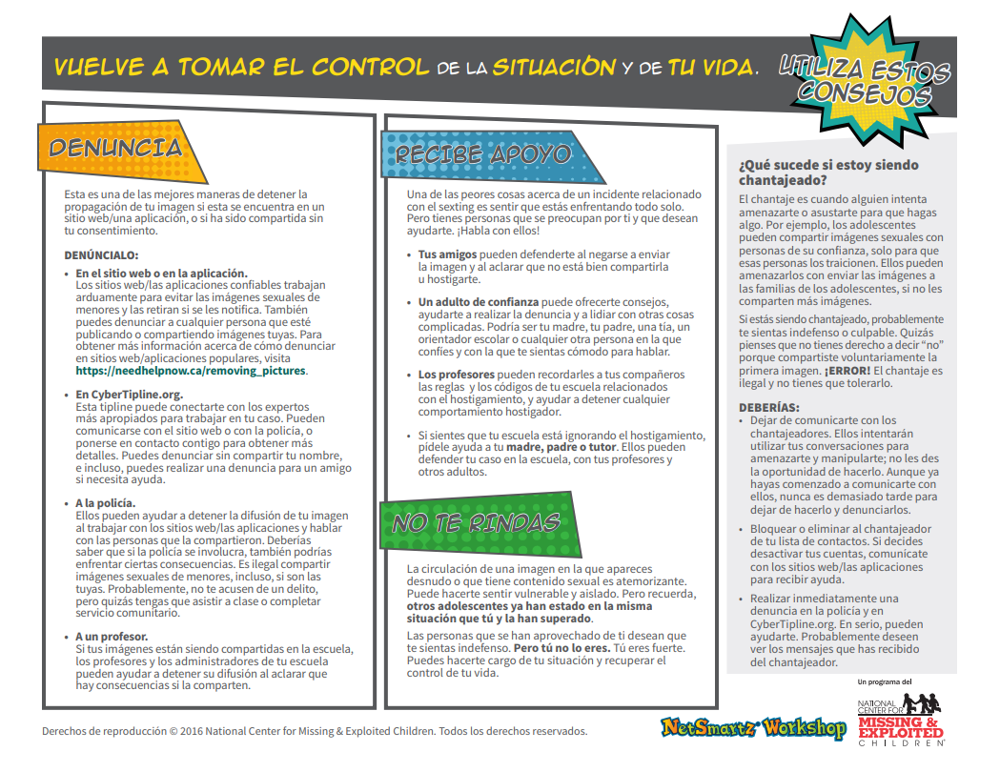 VUELVE A TOMAR EL CONTROL DE LA SITUACIÓN Y DE TU VIDA.
UTILIZA ESTOS
CONSEJOS
DENUNCIA
Esta es una de las mejores maneras de detener la
propagación de tu imagen si esta se encuentra en un
sitio web/una aplicación, o si ha sido compartida sin
tu consentimiento.
DENÚNCIALO:
• En el sitio web o en la aplicación.
Los sitios web/las aplicaciones confiables trabajan
arduamente para evitar las imágenes sexuales de
menores y las retiran si se les notifica. También
puedes denunciar a cualquier persona que esté
publicando o compartiendo imágenes tuyas. Para
obtener más información acerca de cómo denunciar
en sitios web/aplicaciones populares, visita
https://needhelpnow.ca/removing_pictures.
• En CyberTipline.org.
Esta tipline puede conectarte con los expertos
más apropiados para trabajar en tu caso. Pueden
comunicarse con el sitio web o con la policía, o
ponerse en contacto contigo para obtener más
detalles. Puedes denunciar sin compartir tu nombre,
e incluso, puedes realizar una denuncia para un amigo
si necesita ayuda.
• A la policía.
Ellos pueden ayudar a detener la difusión de tu imagen
al trabajar con los sitios web/las aplicaciones y hablar
con las personas que la compartieron. Deberías
saber que si la policía se involucra, también podrías
enfrentar ciertas consecuencias. Es ilegal compartir
imágenes sexuales de menores, incluso, si son las
tuyas. Probablemente, no te acusen de un delito,
pero quizás tengas que asistir a clase o completar
servicio comunitario.
• A un profesor.
Si tus imágenes están siendo compartidas en la escuela,
los profesores y los administradores de tu escuela
pueden ayudar a detener su difusión al aclarar que
hay consecuencias si la comparten.
RECIBE APOYO
Una de las peores cosas acerca de un incidente relacionado
con el sexting es sentir que estás enfrentando todo solo.
Pero tienes personas que se preocupan por ti y que desean
ayudarte. ¡Habla con ellos!
• Tus amigos pueden defenderte al negarse a enviar
la imagen y al aclarar que no está bien compartirla
u hostigarte.
• Un adulto de confianza puede ofrecerte consejos,
ayudarte a realizar la denuncia y a lidiar con otras cosas
complicadas. Podría ser tu madre, tu padre, una tía, un
orientador escolar o cualquier otra persona en la que
confíes y con la que te sientas cómodo para hablar.
• Los profesores pueden recordarles a tus compañeros
las reglas y los códigos de tu escuela relacionados
con el hostigamiento, y ayudar a detener cualquier
comportamiento hostigador.
• Si sientes que tu escuela está ignorando el hostigamiento,
pídele ayuda a tu madre, padre o tutor. Ellos pueden
defender tu caso en la escuela, con tus profesores y
otros adultos.
NO TE RINDAS
La circulación de una imagen en la que apareces
desnudo o que tiene contenido sexual es atemorizante.
Puede hacerte sentir vulnerable y aislado. Pero recuerda,
otros adolescentes ya han estado en la misma
situación que tú y la han superado.
Las personas que se han aprovechado de ti desean que
te sientas indefenso. Pero tú no lo eres. Tú eres fuerte.
Puedes hacerte cargo de tu situación y recuperar el
control de tu vida.
¿Qué sucede si estoy siendo
chantajeado?
El chantaje es cuando alguien intenta
amenazarte o asustarte para que hagas
algo. Por ejemplo, los adolescentes
pueden compartir imágenes sexuales con
personas de su confianza, solo para que
esas personas los traicionen. Ellos pueden
amenazarlos con enviar las imágenes a
las familias de los adolescentes, si no les
comparten más imágenes.
Si estás siendo chantajeado, probablemente
te sientas indefenso o culpable. Quizás
pienses que no tienes derecho a decir “no”
porque compartiste voluntariamente la
primera imagen. ¡ERROR! El chantaje es
ilegal y no tienes que tolerarlo.
DEBERÍAS:
• Dejar de comunicarte con los
chantajeadores. Ellos intentarán
utilizar tus conversaciones para
amenazarte y manipularte; no les des
la oportunidad de hacerlo. Aunque ya
hayas comenzado a comunicarte con
ellos, nunca es demasiado tarde para
dejar de hacerlo y denunciarlos.
• Bloquear o eliminar al chantajeador
de tu lista de contactos. Si decides
desactivar tus cuentas, comunicate
con los sitios web/las aplicaciones
para recibir ayuda.
• Realizar inmediatamente una
denuncia en la policía y en
CyberTipline.org. En serio, pueden
ayudarte. Probablemente deseen
ver los mensajes que has recibido
del chantajeador.
Un programa del
NATIONAL
CENTER FOR
MISSING &
EXPLOITED
CHILDREN®
NetSmartz® Workshop
Derechos de reproducción © 2016 National Center for Missing & Exploited Children. Todos los derechos reservados.